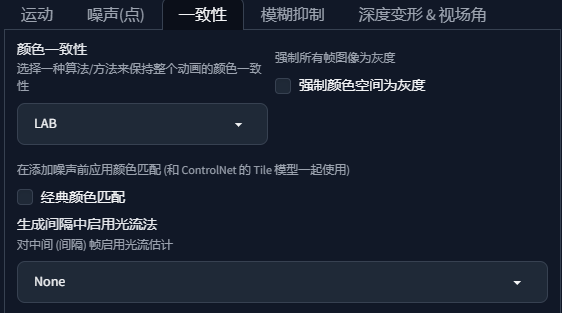 运动 噪声(点) 一致性 模糊抑制 深度变形 & 视场角
颜色一致性
选择一种算法/方法来保持整个动画的颜色一致
性
强制所有帧图像为灰度
强制颜色空间为灰度
LAB
在添加噪声前应用颜色匹配 (和 ControlNet 的 Tile 模型一起使用)
经典颜色匹配
生成间隔中启用光流法
对中间 (间隔) 帧启用光流估计
None